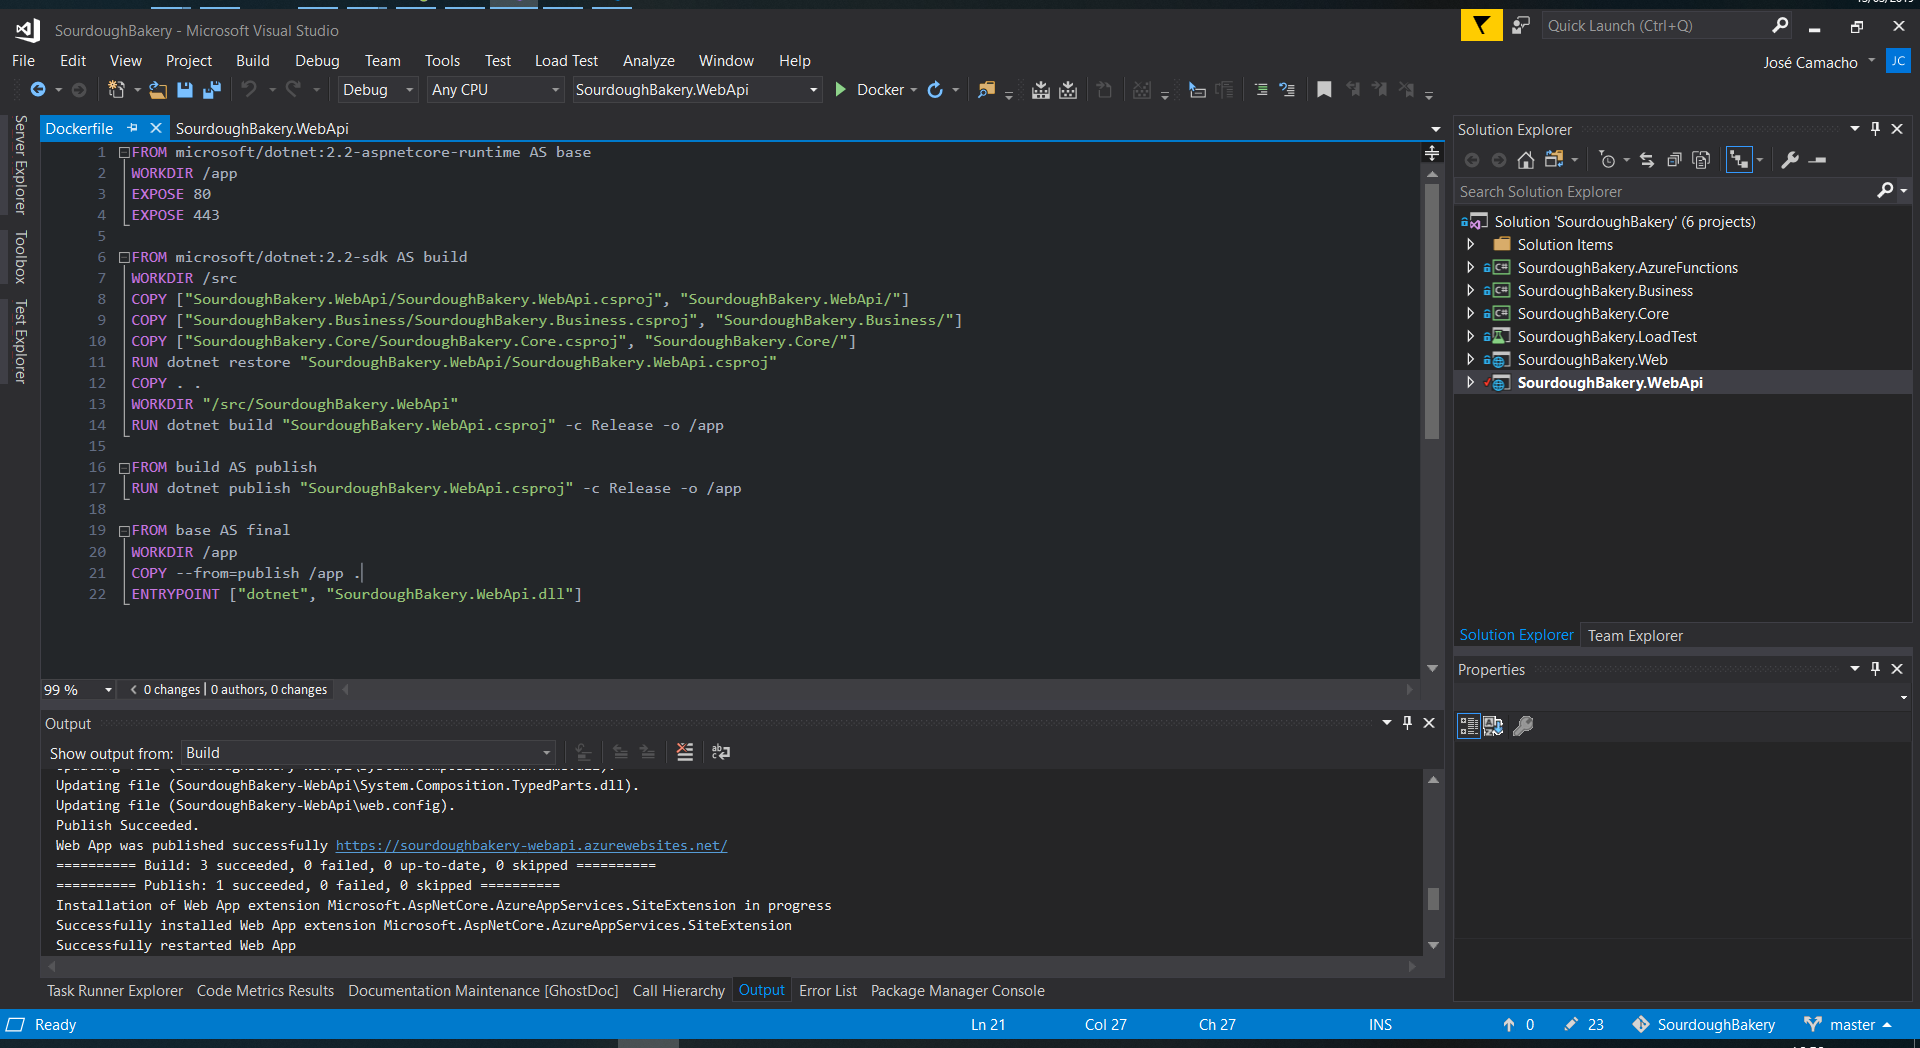 SourdoughBakery - Microsoft Visual Studio
Quick Launch (Ctrl+Q)
File Edit View Project Build Debug Team Tools Test Load Test Analyze Window Help
José Camacho JC
Debug Any CPU SourdoughBakery.WebApi Docker
Server Explorer
Toolbox
Test Explorer
Dockerfile SourdoughBakery.WebApi
1 FROM microsoft/dotnet:2.2-aspnetcore-runtime AS base
2 WORKDIR /app
3 EXPOSE 80
4 EXPOSE 443
5
6 FROM microsoft/dotnet:2.2-sdk AS build
7 WORKDIR /src
8 COPY ["SourdoughBakery.WebApi/SourdoughBakery.WebApi.csproj", "SourdoughBakery.WebApi/"]
9 COPY ["SourdoughBakery.Business/SourdoughBakery.Business.csproj", "SourdoughBakery.Business/"]
10 COPY ["SourdoughBakery.Core/SourdoughBakery.Core.csproj", "SourdoughBakery.Core/"]
11 RUN dotnet restore "SourdoughBakery.WebApi/SourdoughBakery.WebApi.csproj"
12 COPY . .
13 WORKDIR "/src/SourdoughBakery.WebApi"
14 RUN dotnet build "SourdoughBakery.WebApi.csproj" -c Release -o /app
15
16 FROM build AS publish
17 RUN dotnet publish "SourdoughBakery.WebApi.csproj" -c Release -o /app
18
19 FROM base AS final
20 WORKDIR /app
21 COPY --from=publish /app .
22 ENTRYPOINT ["dotnet", "SourdoughBakery.WebApi.dll"]
99 % 0 changes | 0 authors, 0 changes
Output
Show output from: Build
Updating file (SourdoughBakery-WebApi\System.Composition.TypedParts.dll).
Updating file (SourdoughBakery-WebApi\web.config).
Publish Succeeded.
Web App was published successfully https://sourdoughbakery-webapi.azurewebsites.net/
========== Build: 3 succeeded, 0 failed, 0 up-to-date, 0 skipped ==========
========== Publish: 1 succeeded, 0 failed, 0 skipped ==========
Installation of Web App extension Microsoft.AspNetCore.AzureAppServices.SiteExtension in progress
Successfully installed Web App extension Microsoft.AspNetCore.AzureAppServices.SiteExtension
Successfully restarted Web App
Task Runner Explorer Code Metrics Results Documentation Maintenance [GhostDoc] Call Hierarchy Output Error List Package Manager Console
Solution Explorer
Search Solution Explorer
Solution 'SourdoughBakery' (6 projects)
Solution Items
C# SourdoughBakery.AzureFunctions
C# SourdoughBakery.Business
C# SourdoughBakery.Core
SourdoughBakery.LoadTest
SourdoughBakery.Web
SourdoughBakery.WebApi
Solution Explorer Team Explorer
Properties
Ready Ln 21 Col 27 Ch 27 INS 0 23 SourdoughBakery master